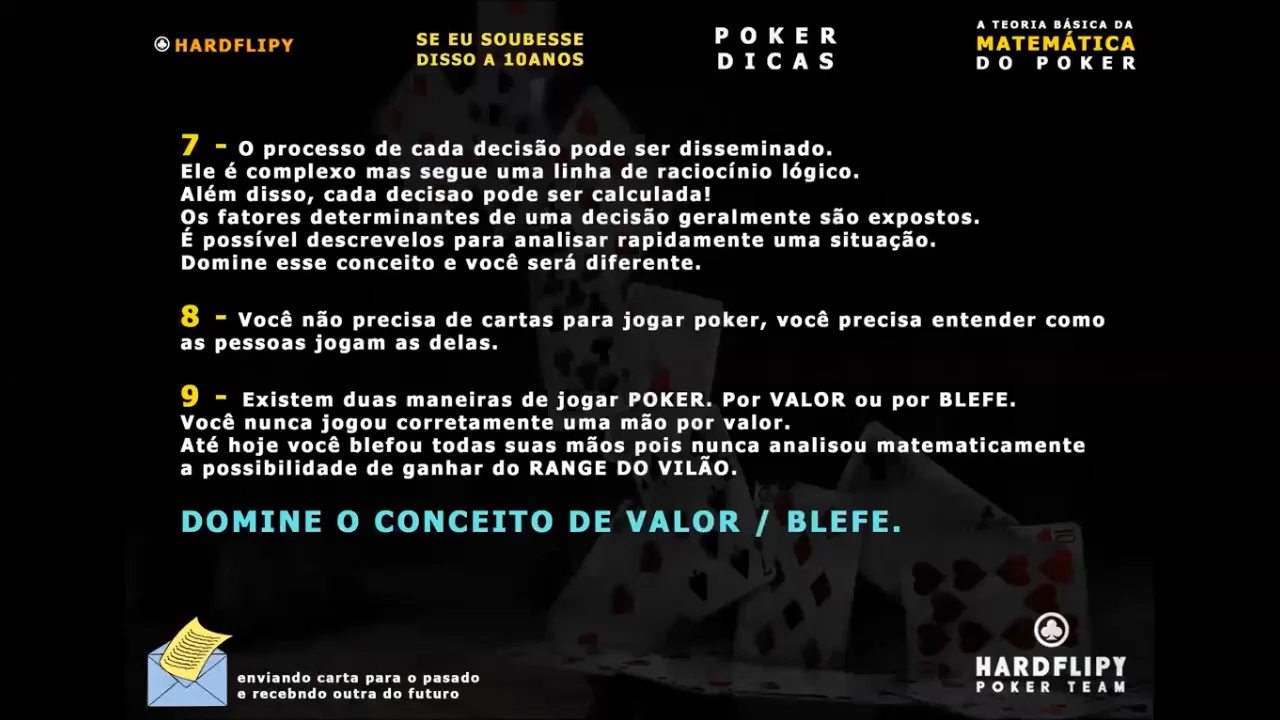 HARDFLIPY
SE EU SOUBESSE
DISSO A 10ANOS
POKER
DICAS
A TEORIA BÁSICA DA
MATEMÁTICA
DO POKER
7 - O processo de cada decisão pode ser disseminado.
Ele é complexo mas segue uma linha de raciocínio lógico.
Além disso, cada decisao pode ser calculada!
Os fatores determinantes de uma decisão geralmente são expostos.
É possível descrevelos para analisar rapidamente uma situação.
Domine esse conceito e você será diferente.
8 - Você não precisa de cartas para jogar poker, você precisa entender como
as pessoas jogam as delas.
9 - Existem duas maneiras de jogar POKER. Por VALOR ou por BLEFE.
Você nunca jogou corretamente uma mão por valor.
Até hoje você blefou todas suas mãos pois nunca analisou matematicamente
a possibilidade de ganhar do RANGE DO VILÃO.
DOMINE O CONCEITO DE VALOR / BLEFE.
enviando carta para o pasado
e recebndo outra do futuro
HARDFLIPY
POKER TEAM